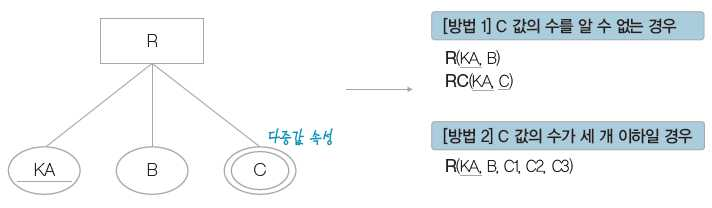 R
[방법 1] C 값의 수를 알 수 없는 경우
R(KA, B)
RC(KA, C)
다중값 속성
[방법 2] C 값의 수가 세 개 이하일 경우
R(KA, B, C1, C2, C3)
KA
B
C